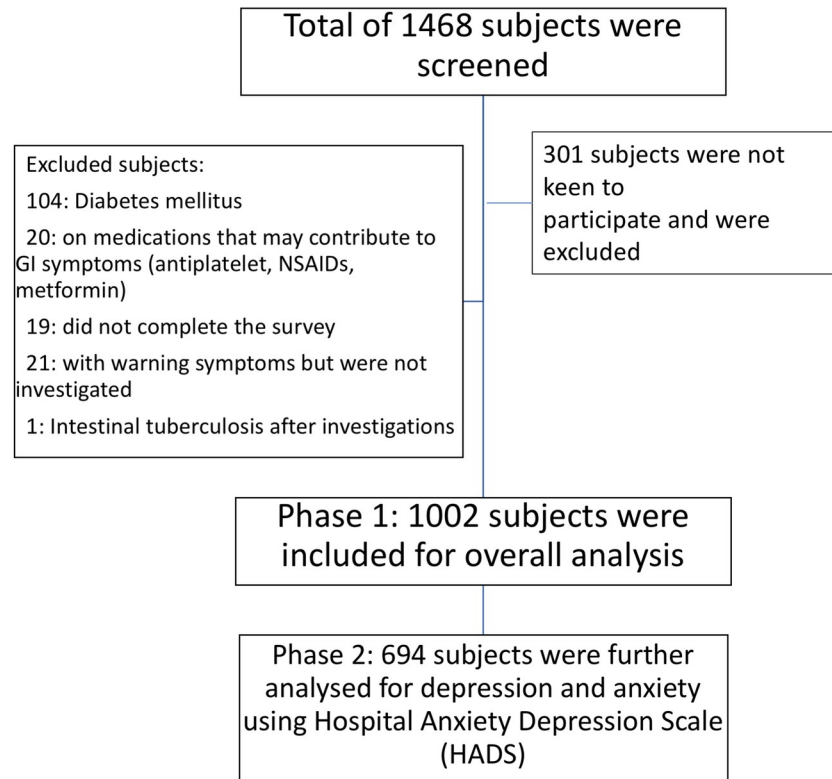 Total of 1468 subjects were
screened
301 subjects were not
keen to
participate and were
excluded
Excluded subjects:
104: Diabetes mellitus
20: on medications that may contribute to
GI symptoms (antiplatelet, NSAIDs,
metformin)
19: did not complete the survey
21: with warning symptoms but were not
investigated
1: Intestinal tuberculosis after investigations
Phase 1: 1002 subjects were
included for overall analysis
Phase 2: 694 subjects were further
analysed for depression and anxiety
using Hospital Anxiety Depression Scale
(HADS)